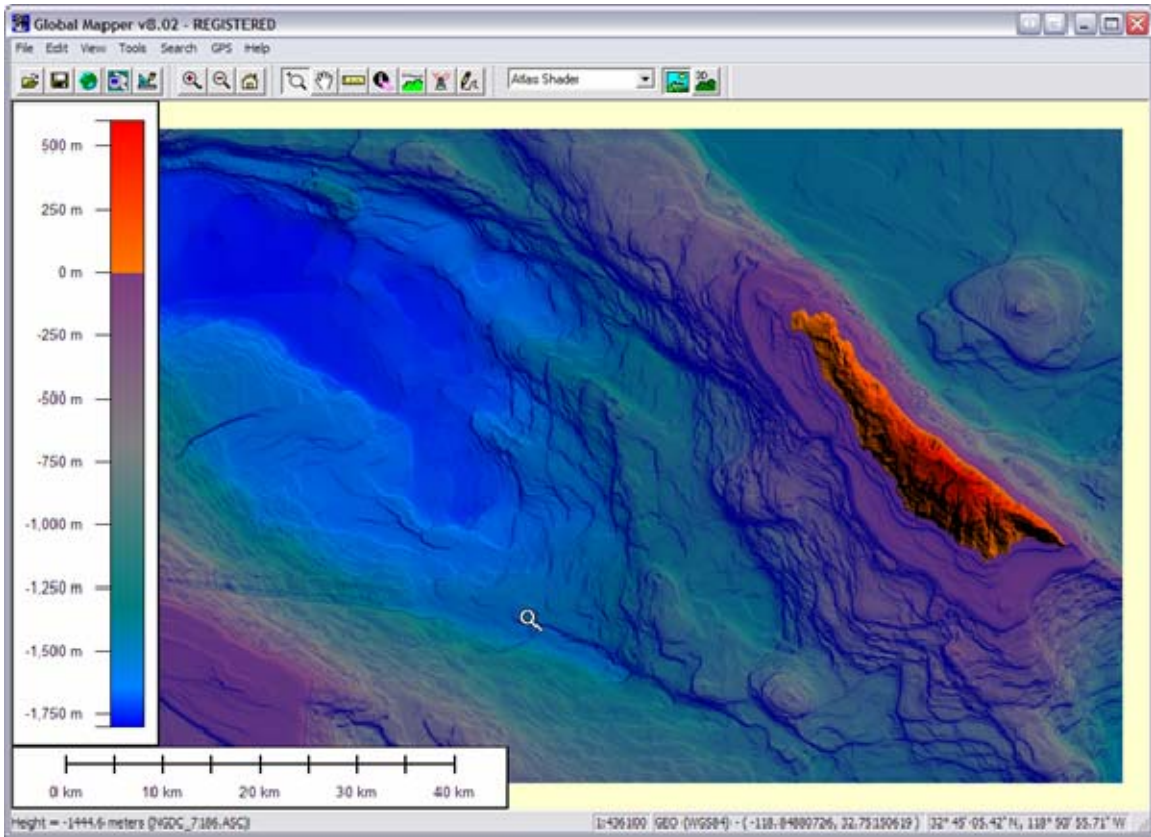 Global Mapper v8.02 - REGISTERED
File Edit View Tools Search GPS Help
Atlas Shader
3D
500 m
250 m
0 m
-250 m
-500 m
-750 m
-1,000 m
-1,250 m
-1,500 m
-1,750 m
0 km 10 km 20 km 30 km 40 km
Height = -1444.6 meters (NGDC_7186.ASC) 1:436100 GEO (WGS84) - ( -118.84880726, 32.75150619 ) 32° 45' 05.42" N, 118° 50' 55.71" W